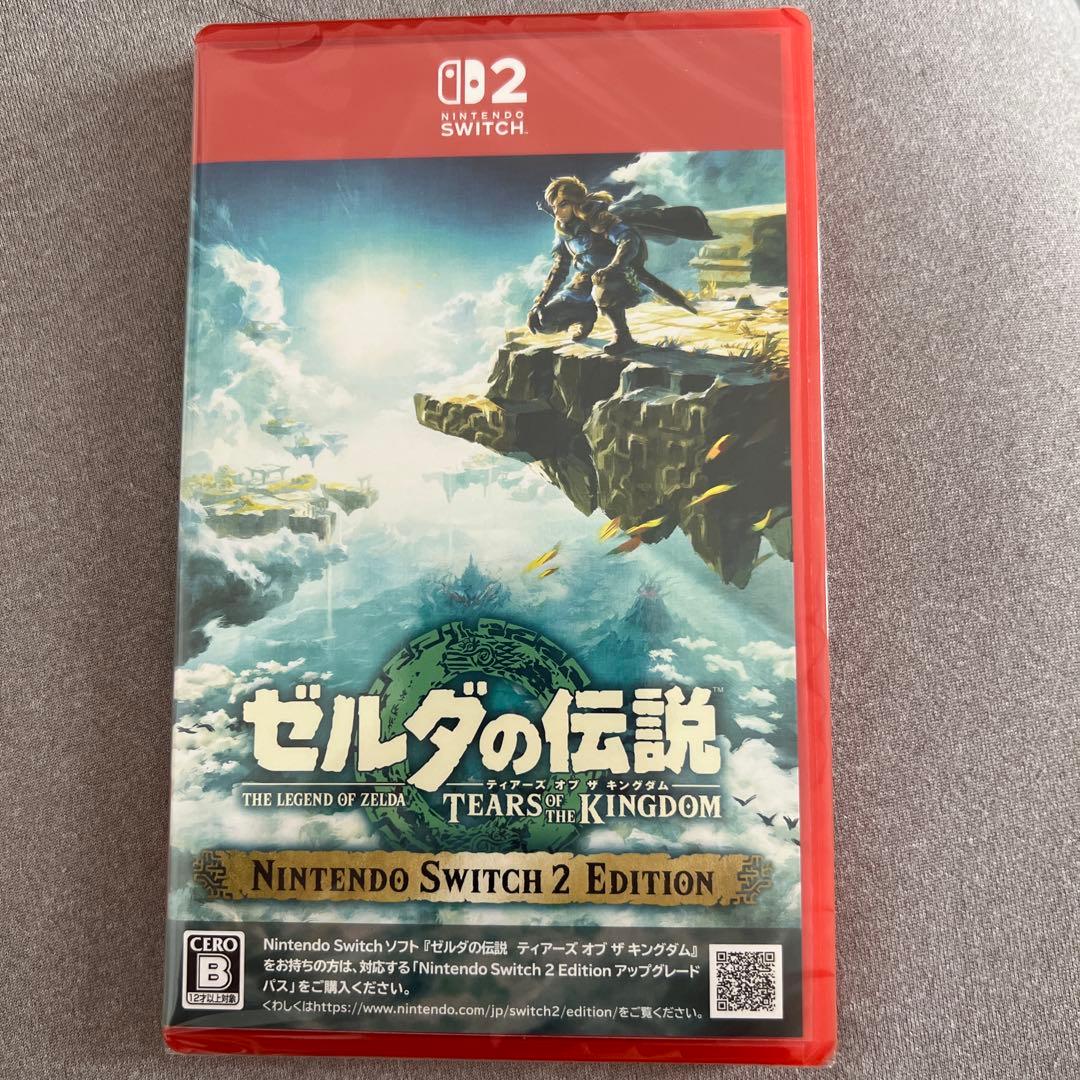 2
NINTENDO
SWITCH™
ゼルダの伝説™
ティアーズ オブ ザ キングダム
THE LEGEND OF ZELDA
TEARS OF THE KINGDOM
NINTENDO SWITCH 2 EDITION
CERO
B
12才以上対象
Nintendo Switch ソフト『ゼルダの伝説 ティアーズ オブ ザ キングダム』
をお持ちの方は、対応する「Nintendo Switch 2 Edition アップグレード
パス」をご購入ください。
くわしくはhttps://www.nintendo.com/jp/switch2/edition/をご覧ください。